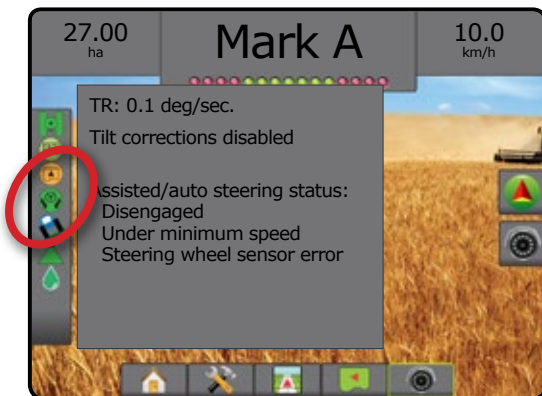 27.00
ha
Mark A
10.0
km/h
TR: 0.1 deg/sec.
Tilt corrections disabled
Assisted/auto steering status:
Disengaged
Under minimum speed
Steering wheel sensor error